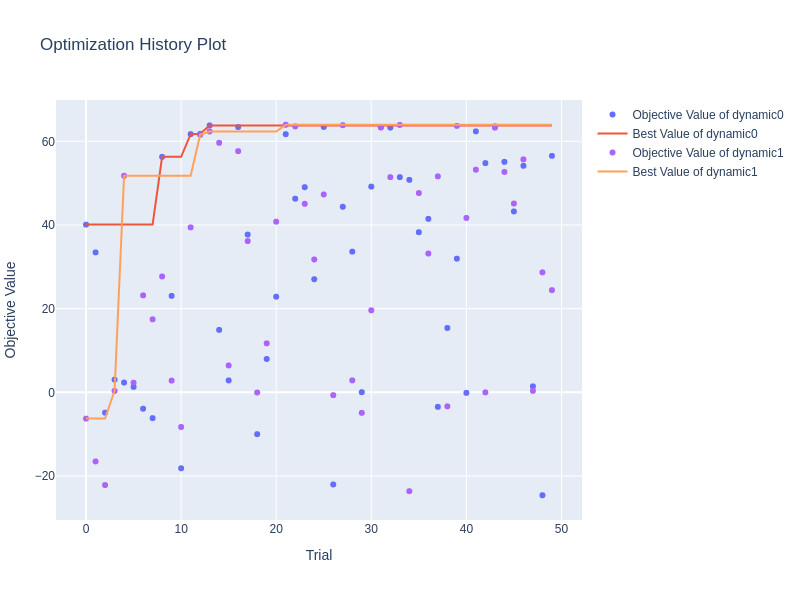 Optimization History Plot
Objective Value
60
40
20
0
−20
0
10
20
30
40
50
Trial
Objective Value of dynamic0
Best Value of dynamic0
Objective Value of dynamic1
Best Value of dynamic1